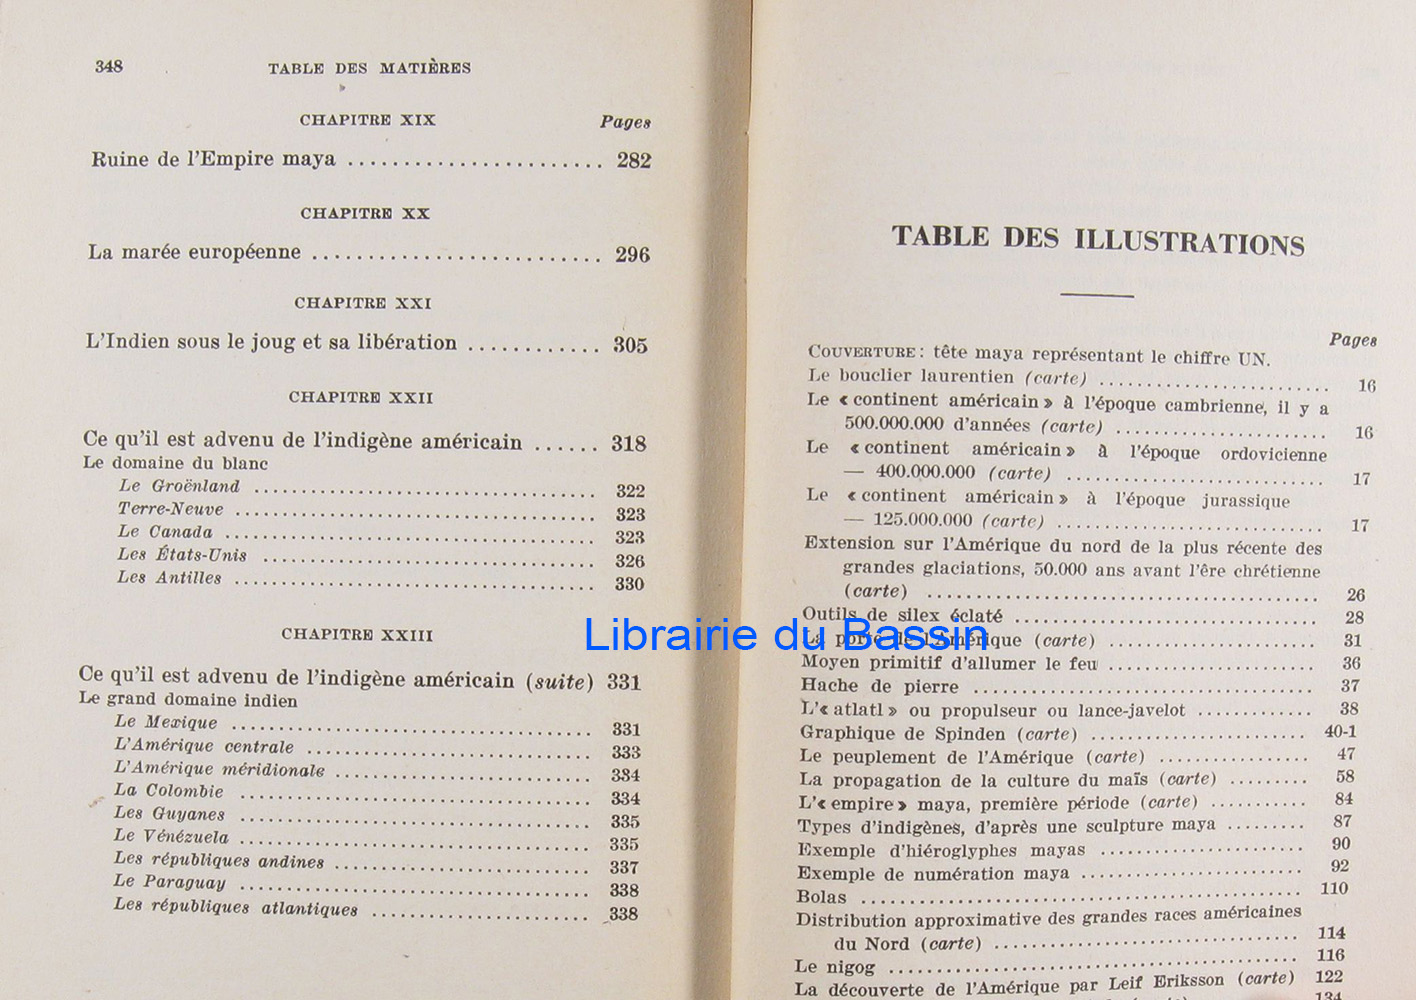 348 TABLE DES MATIÈRES
CHAPITRE XIX Pages
Ruine de l'Empire maya ........................ 282
CHAPITRE XX
La marée européenne ........................... 296
CHAPITRE XXI
L'Indien sous le joug et sa libération ............ 305
CHAPITRE XXII
Ce qu'il est advenu de l'indigène américain ...... 318
Le domaine du blanc
Le Groënland .............................. 322
Terre-Neuve ............................... 323
Le Canada ................................ 323
Les États-Unis ............................. 326
Les Antilles ............................... 330
CHAPITRE XXIII
Ce qu'il est advenu de l'indigène américain (suite) 331
Le grand domaine indien
Le Mexique ................................ 331
L'Amérique centrale ......................... 333
L'Amérique méridionale ....................... 334
La Colombie ............................... 334
Les Guyanes ............................... 335
Le Vénézuela .............................. 335
Les républiques andines ...................... 337
Le Paraguay ............................... 338
Les républiques atlantiques ................... 338
Librairie du Bassin
TABLE DES ILLUSTRATIONS
Pages
COUVERTURE : tête maya représentant le chiffre UN.
Le bouclier laurentien (carte) ........................ 16
Le « continent américain » à l'époque cambrienne, il y a
500.000.000 d'années (carte) ...................... 16
Le « continent américain » à l'époque ordovicienne
— 400.000.000 (carte) .......................... 17
Le « continent américain » à l'époque jurassique
— 125.000.000 (carte) ........................... 17
Extension sur l'Amérique du nord de la plus récente des
grandes glaciations, 50.000 ans avant l'ère chrétienne
(carte) ........................................ 26
Outils de silex éclaté ................................ 28
La porte de l'Amérique (carte) ....................... 31
Moyen primitif d'allumer le feu ...................... 36
Hache de pierre ................................... 37
L'« atlatl » ou propulseur ou lance-javelot ............ 38
Graphique de Spinden (carte) ........................ 40-1
Le peuplement de l'Amérique (carte) ................ 47
La propagation de la culture du maïs (carte) ......... 58
L'« empire » maya, première période (carte) ........... 84
Types d'indigènes, d'après une sculpture maya ......... 87
Exemple d'hiéroglyphes mayas ...................... 90
Exemple de numération maya ........................ 92
Bolas ............................................. 110
Distribution approximative des grandes races américaines
du Nord (carte) ................................ 114
Le nigog .......................................... 116
La découverte de l'Amérique par Leif Eriksson (carte) 122
134